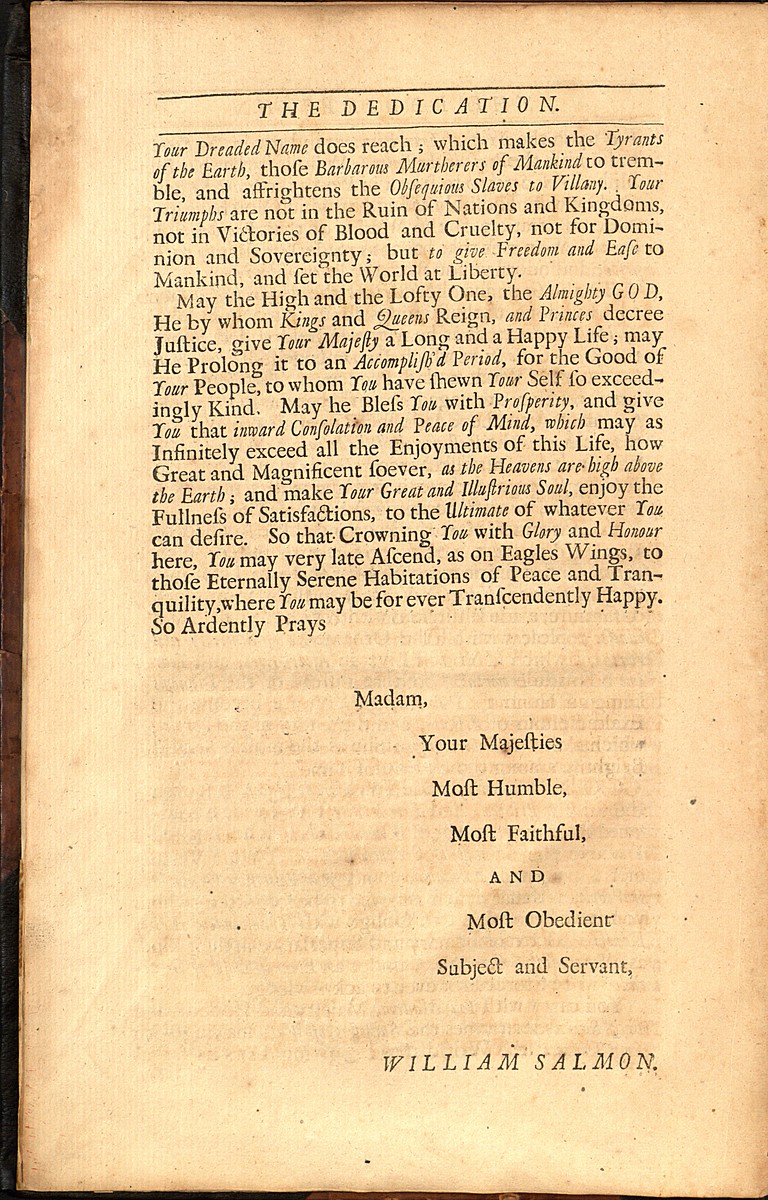 THE DEDICATION.
Your Dreaded Name does reach ; which makes the Tyrants
of the Earth, thoſe Barbarous Murtherers of Mankind to trem-
ble, and affrightens the Obſequious Slaves to Villany. Your
Triumphs are not in the Ruin of Nations and Kingdoms,
not in Victories of Blood and Cruelty, not for Domi-
nion and Sovereignty ; but to give Freedom and Eaſe to
Mankind, and ſet the World at Liberty.
May the High and the Lofty One, the Almighty GOD,
He by whom Kings and Queens Reign, and Princes decree
Juſtice, give Your Majeſty a Long and a Happy Life ; may
He Prolong it to an Accompliſh'd Period, for the Good of
Your People, to whom You have ſhewn Your Self ſo exceed-
ingly Kind. May he Bleſs You with Proſperity, and give
You that inward Conſolation and Peace of Mind, which may as
Infinitely exceed all the Enjoyments of this Life, how
Great and Magnificent ſoever, as the Heavens are high above
the Earth ; and make Your Great and Illuſtrious Soul, enjoy the
Fullneſs of Satisfactions, to the Ultimate of whatever You
can deſire. So that Crowning You with Glory and Honour
here, You may very late Aſcend, as on Eagles Wings, to
thoſe Eternally Serene Habitations of Peace and Tran-
quility, where You may be for ever Tranſcendently Happy.
So Ardently Prays
Madam,
Your Majeſties
Moſt Humble,
Moſt Faithful,
AND
Moſt Obedient
Subject and Servant,
WILLIAM SALMON.